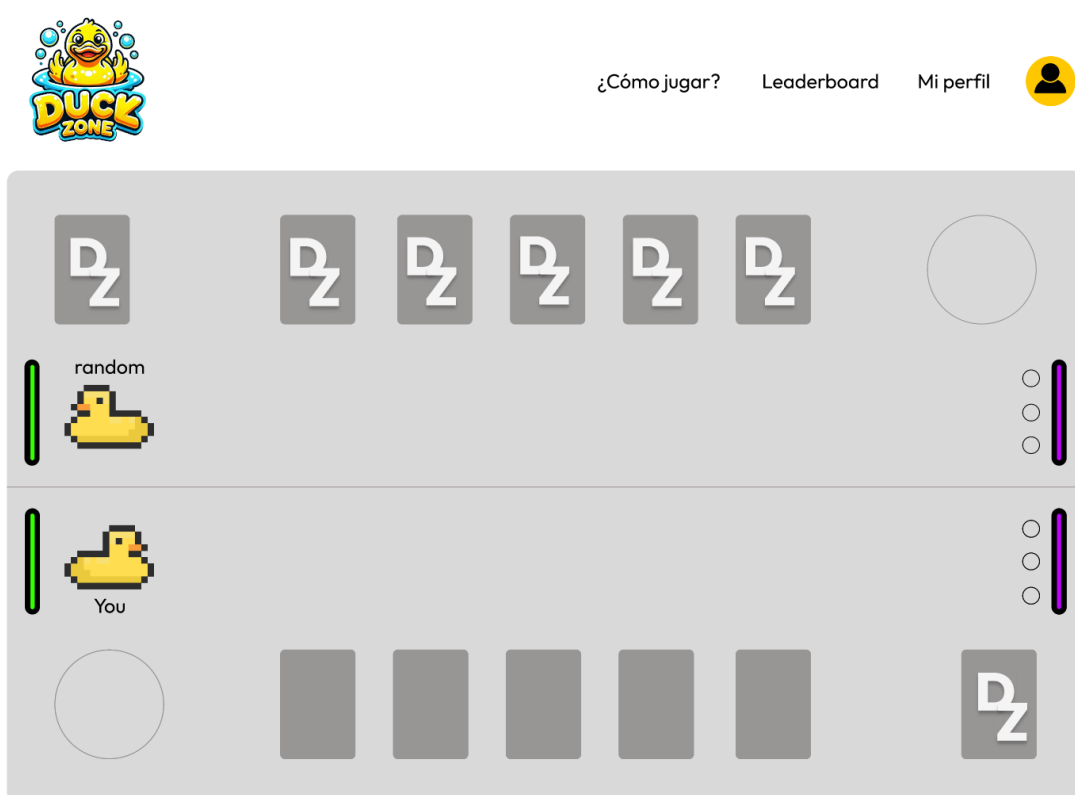 DUCK
ZONE
¿Cómo jugar?
Leaderboard
Mi perfil
DZ
DZ
DZ
DZ
DZ
DZ
random
You
DZ